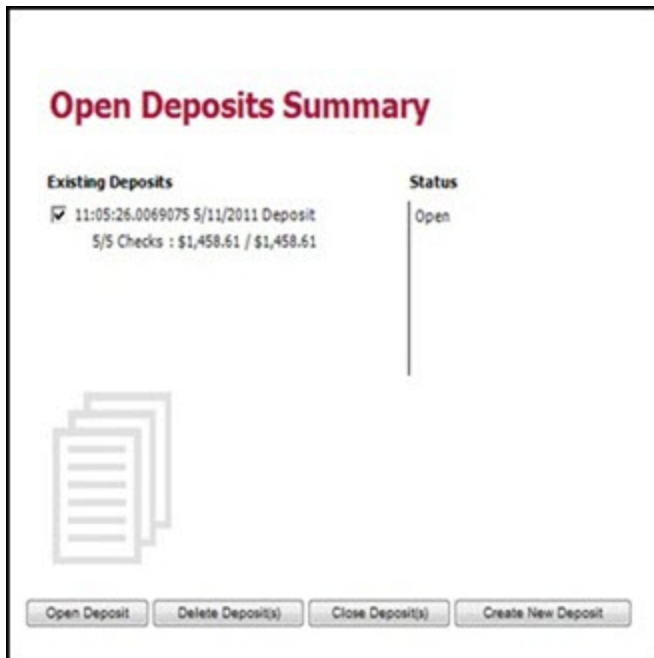 Open Deposits Summary
Existing Deposits Status
11:05:26.0069075 5/11/2011 Deposit Open
5/5 Checks : $1,458.61 / $1,458.61
Open Deposit Delete Deposit(s) Close Deposit(s) Create New Deposit